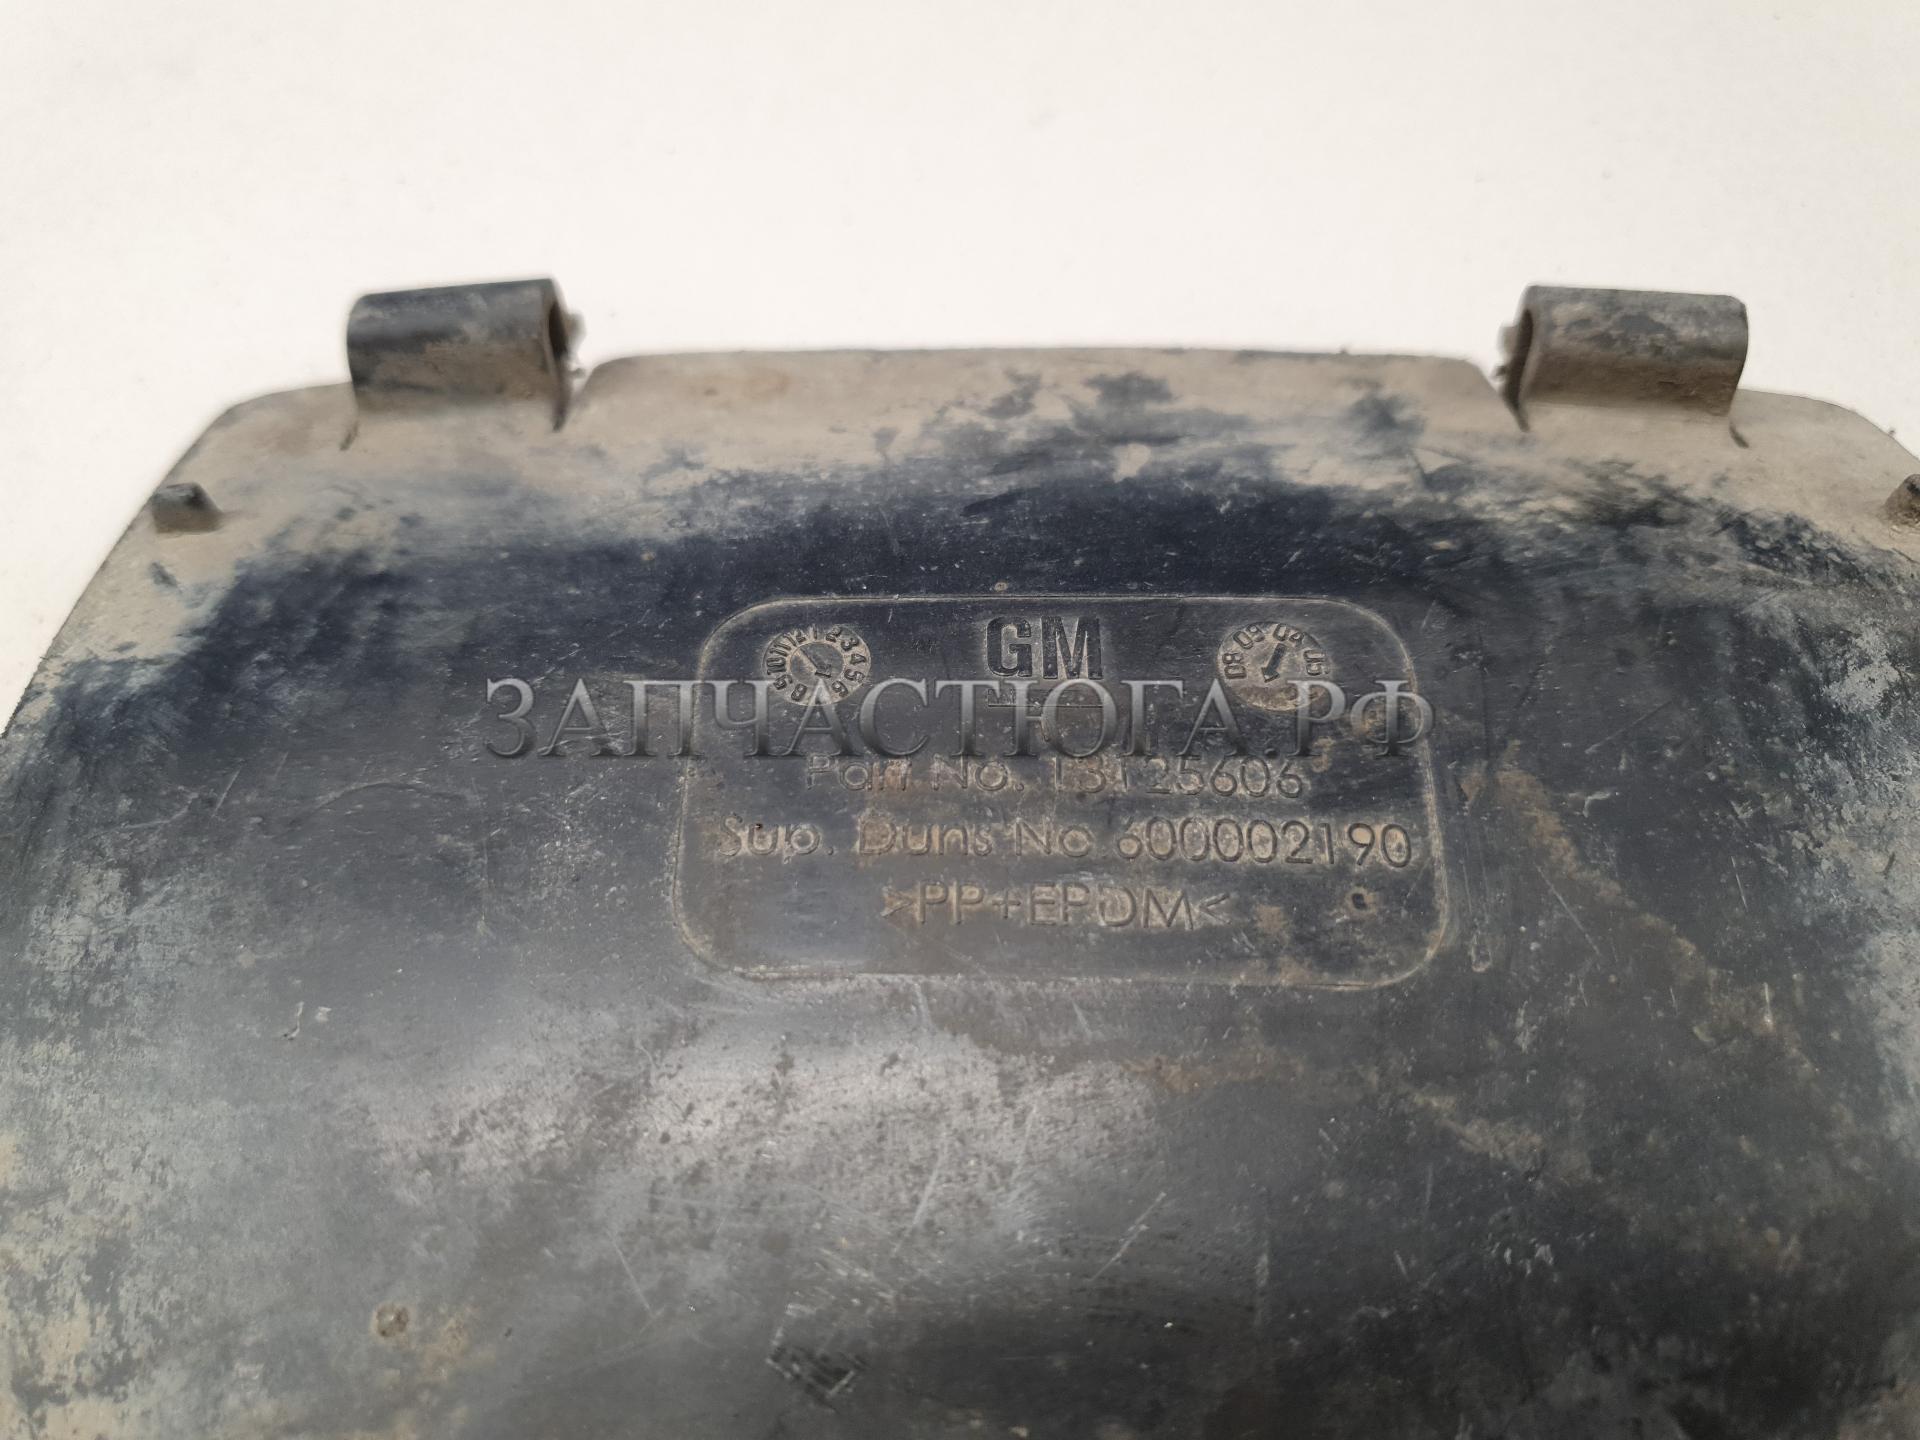 GM
ЗАПЧАСТЮГА.РФ
Part No. 13125606
Sup. Duns No. 600002190
>PP+EPDM<